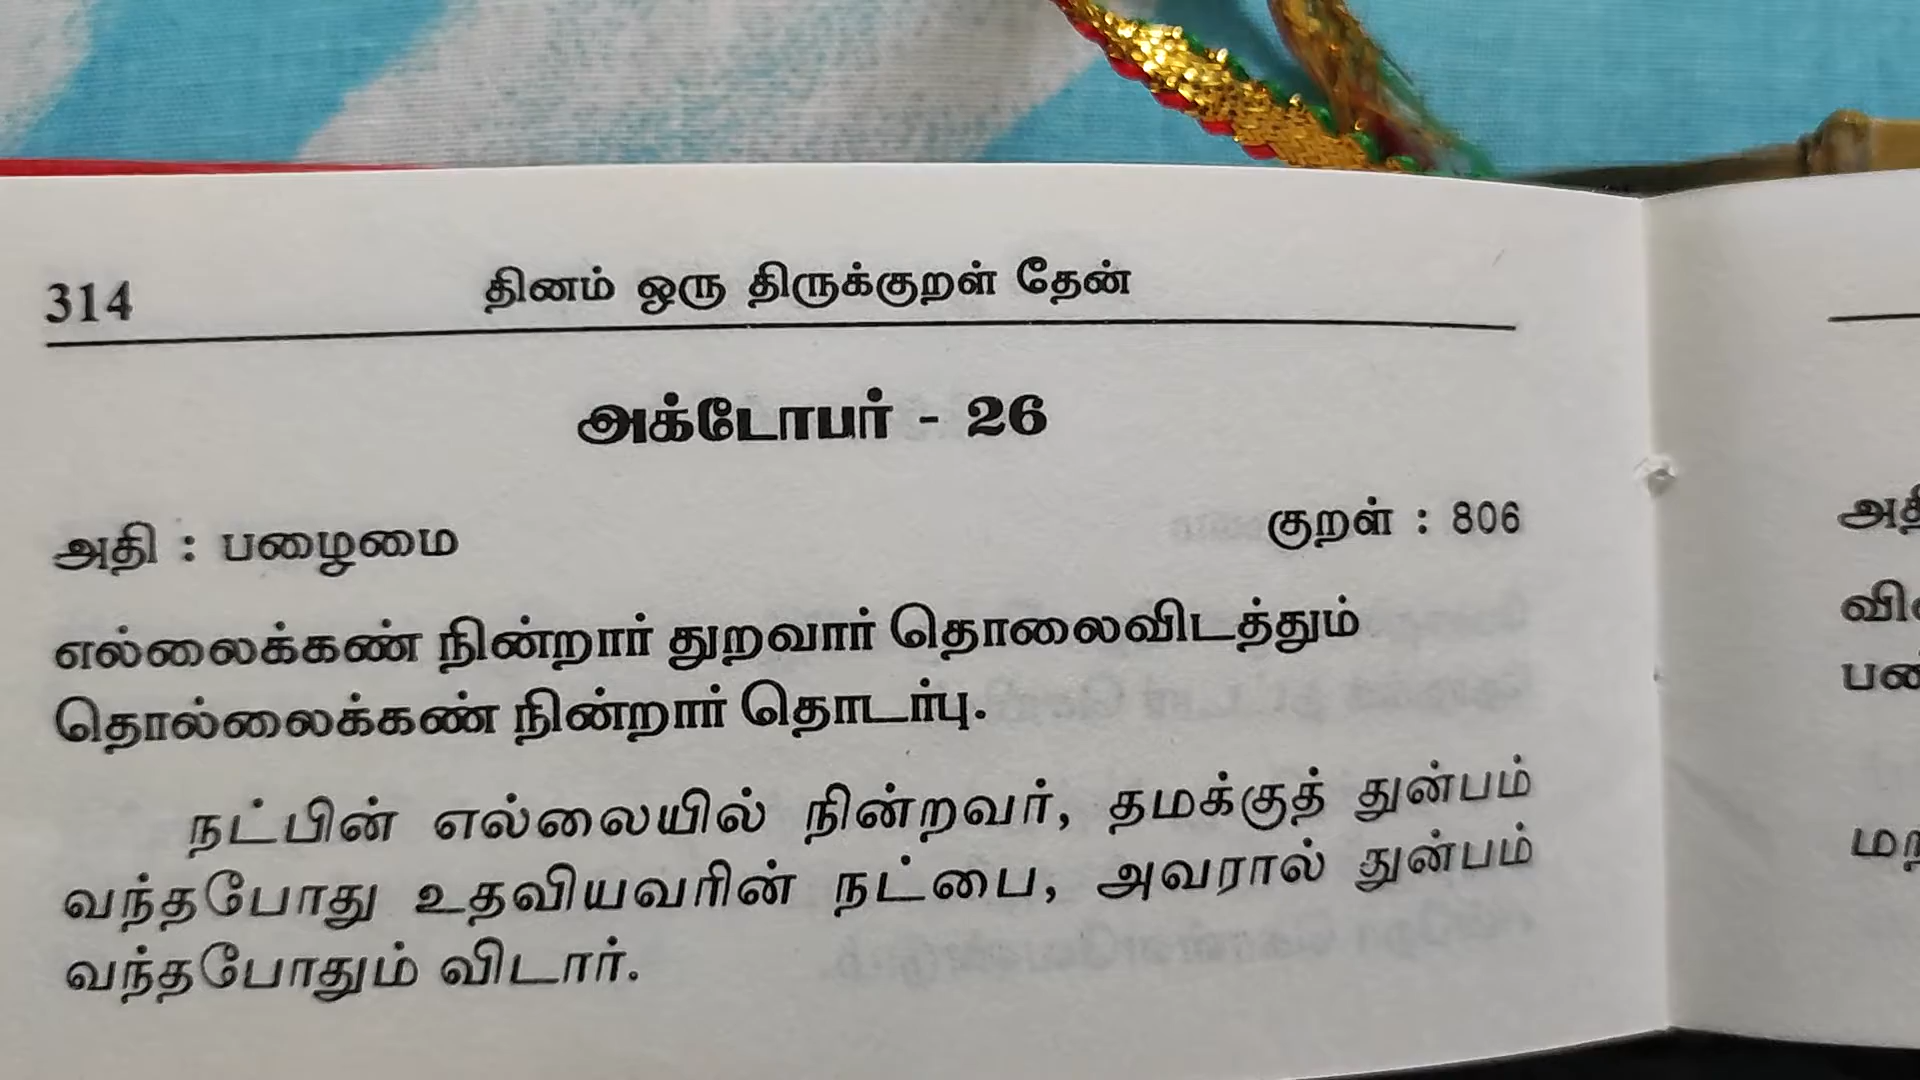 314
தினம் ஒரு திருக்குறள் தேன்
அக்டோபர் - 26
அதி : பழைமை
குறள் : 806
எல்லைக்கண் நின்றார் துறவார் தொலைவிடத்தும்
தொல்லைக்கண் நின்றார் தொடர்பு.
நட்பின் எல்லையில் நின்றவர், தமக்குத் துன்பம்
வந்தபோது உதவியவரின் நட்பை, அவரால் துன்பம்
வந்தபோதும் விடார்.